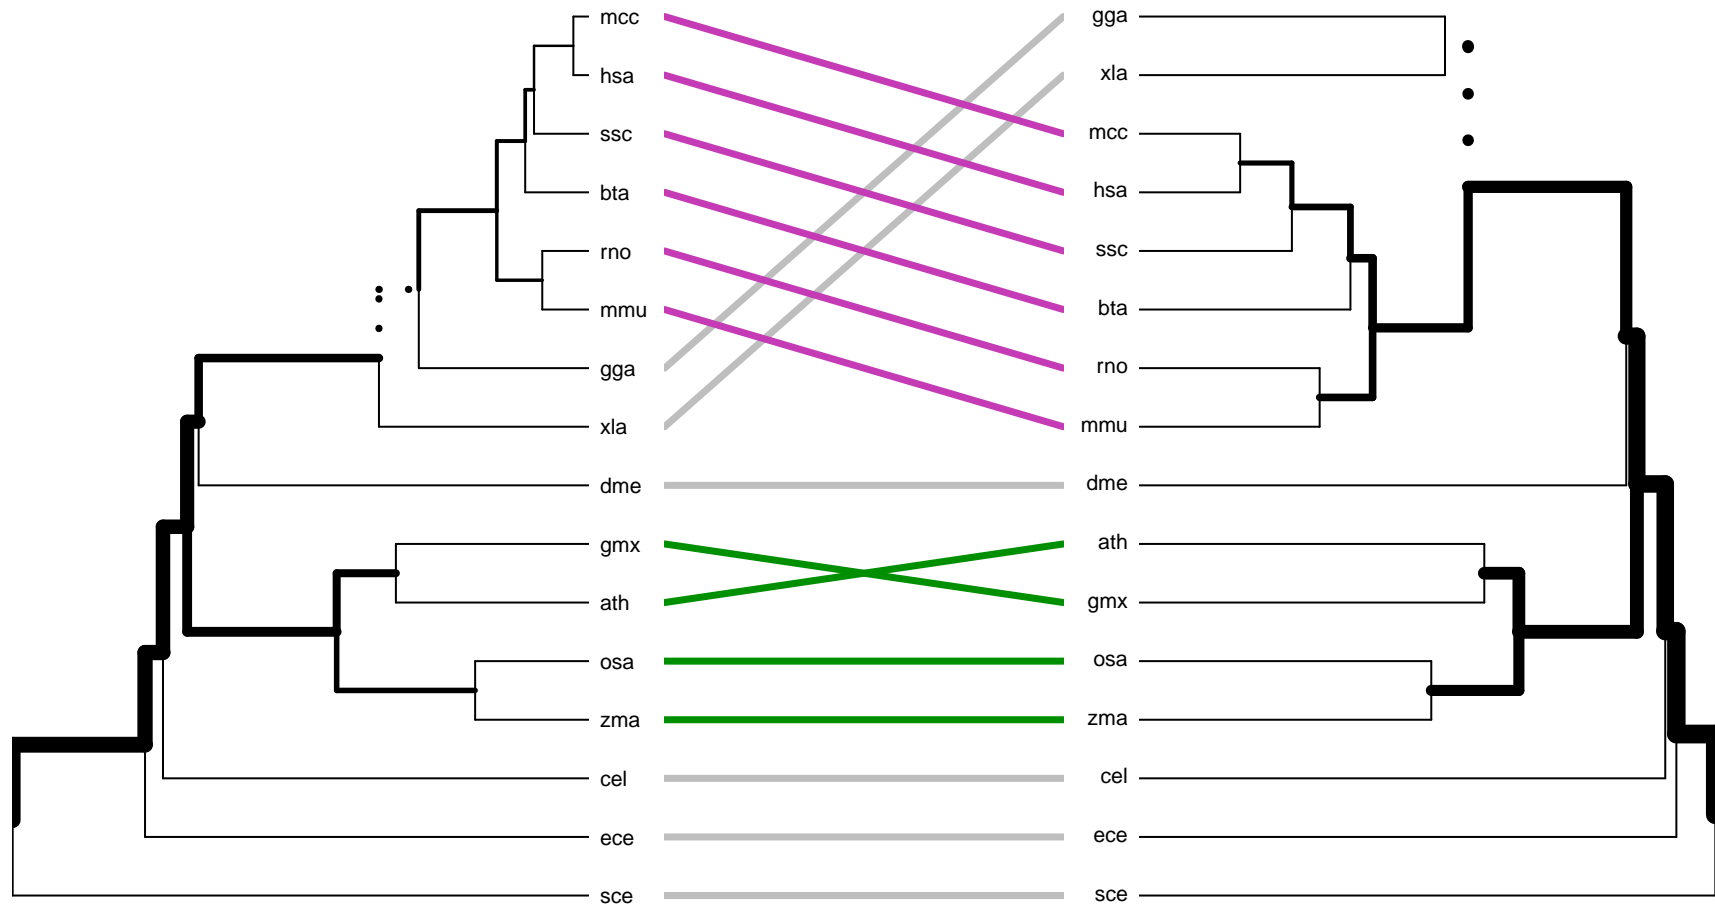 mcc gga
hsa xla
ssc mcc
bta hsa
rno ssc
mmu bta
gga rno
xla mmu
dme dme
gmx ath
ath gmx
osa osa
zma zma
cel cel
ece ece
sce sce